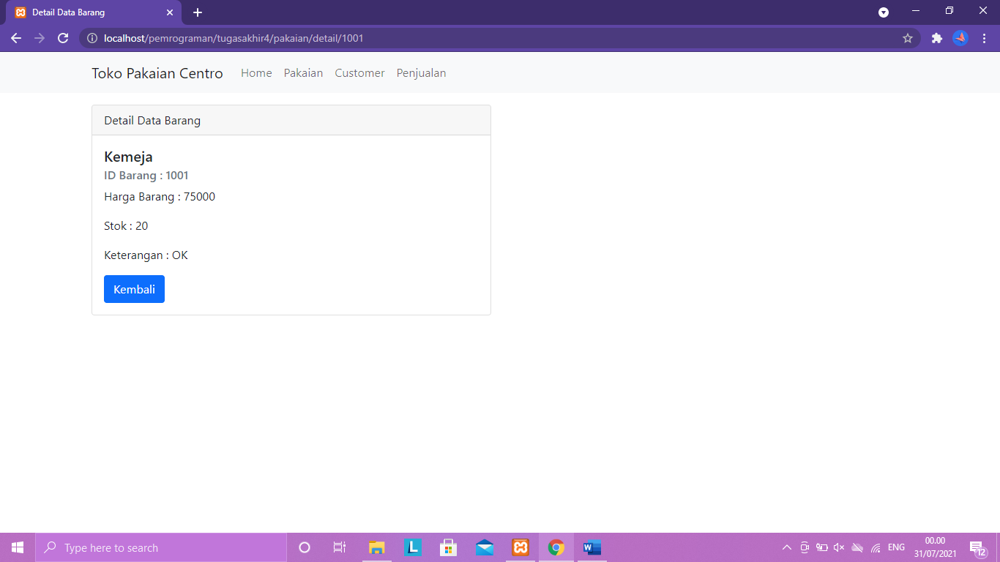 Detail Data Barang
localhost/pemrograman/tugasakhir4/pakaian/detail/1001
Toko Pakaian Centro Home Pakaian Customer Penjualan
Detail Data Barang
Kemeja
ID Barang : 1001
Harga Barang : 75000
Stok : 20
Keterangan : OK
Kembali
Type here to search
L
W
ENG
00.00
31/07/2021
12